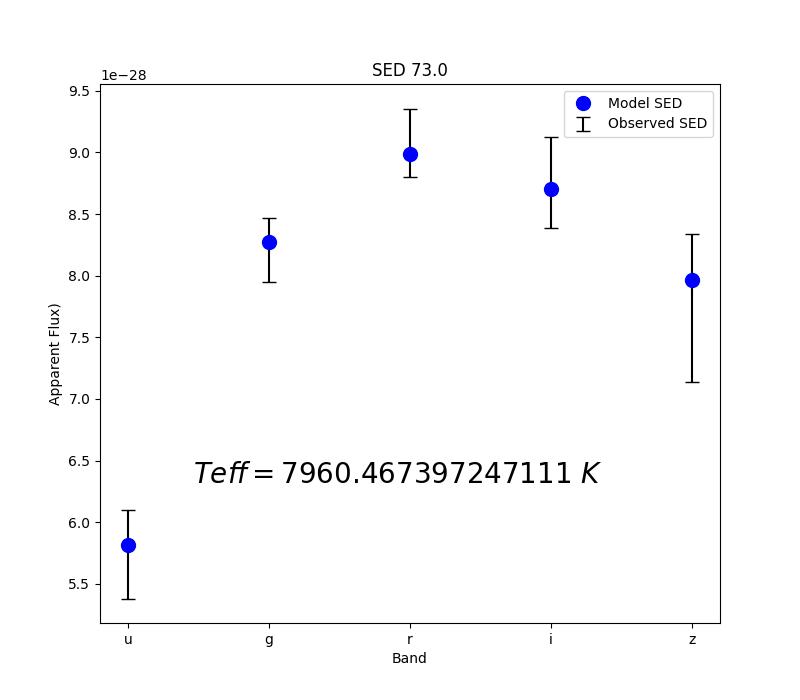 SED 73.0
1e−28
Model SED
Observed SED
9.5
9.0
8.5
8.0
7.5
7.0
6.5
6.0
5.5
Apparent Flux)
Teff = 7960.467397247111 K
u g r i z
Band